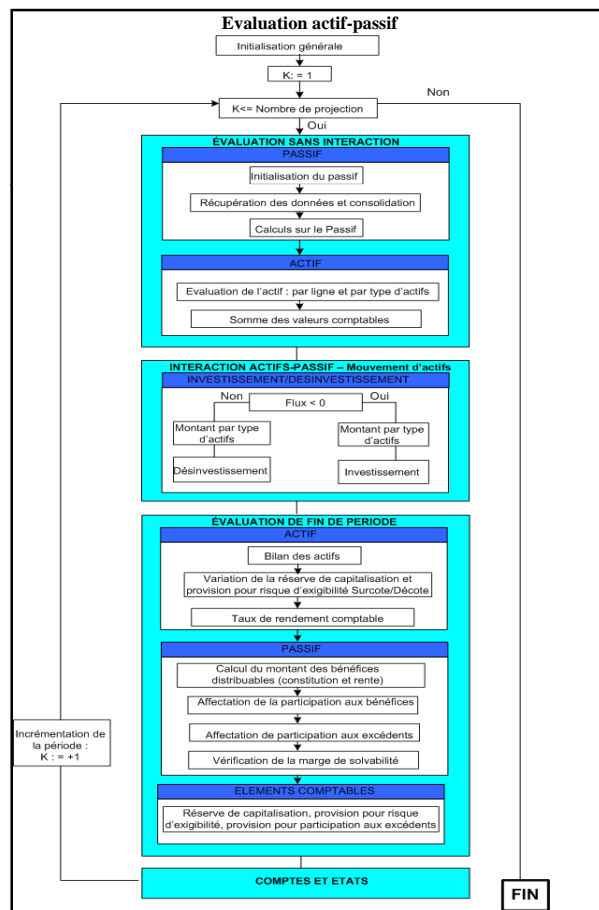 Evaluation actif-passif
Initialisation générale
K: = 1
Non
K<= Nombre de projection
Oui
ÉVALUATION SANS INTERACTION
PASSIF
Initialisation du passif
Récupération des données et consolidation
Calculs sur le Passif
ACTIF
Evaluation de l'actif : par ligne et par type d'actifs
Somme des valeurs comptables
INTERACTION ACTIFS-PASSIF – Mouvement d'actifs
INVESTISSEMENT/DESINVESTISSEMENT
Non
Flux < 0
Oui
Montant par type
d'actifs
Montant par type
d'actifs
Désinvestissement
Investissement
ÉVALUATION DE FIN DE PERIODE
ACTIF
Bilan des actifs
Variation de la réserve de capitalisation et
provision pour risque d'exigibilité Surcote/Décote
Taux de rendement comptable
PASSIF
Calcul du montant des bénéfices
distribuables (constitution et rente)
Affectation de la participation aux bénéfices
Affectation de participation aux excédents
Vérification de la marge de solvabilité
Incrémentation de
la période :
K : = +1
ELEMENTS COMPTABLES
Réserve de capitalisation, provision pour risque
d'exigibilité, provision pour participation aux excédents
COMPTES ET ETATS
FIN